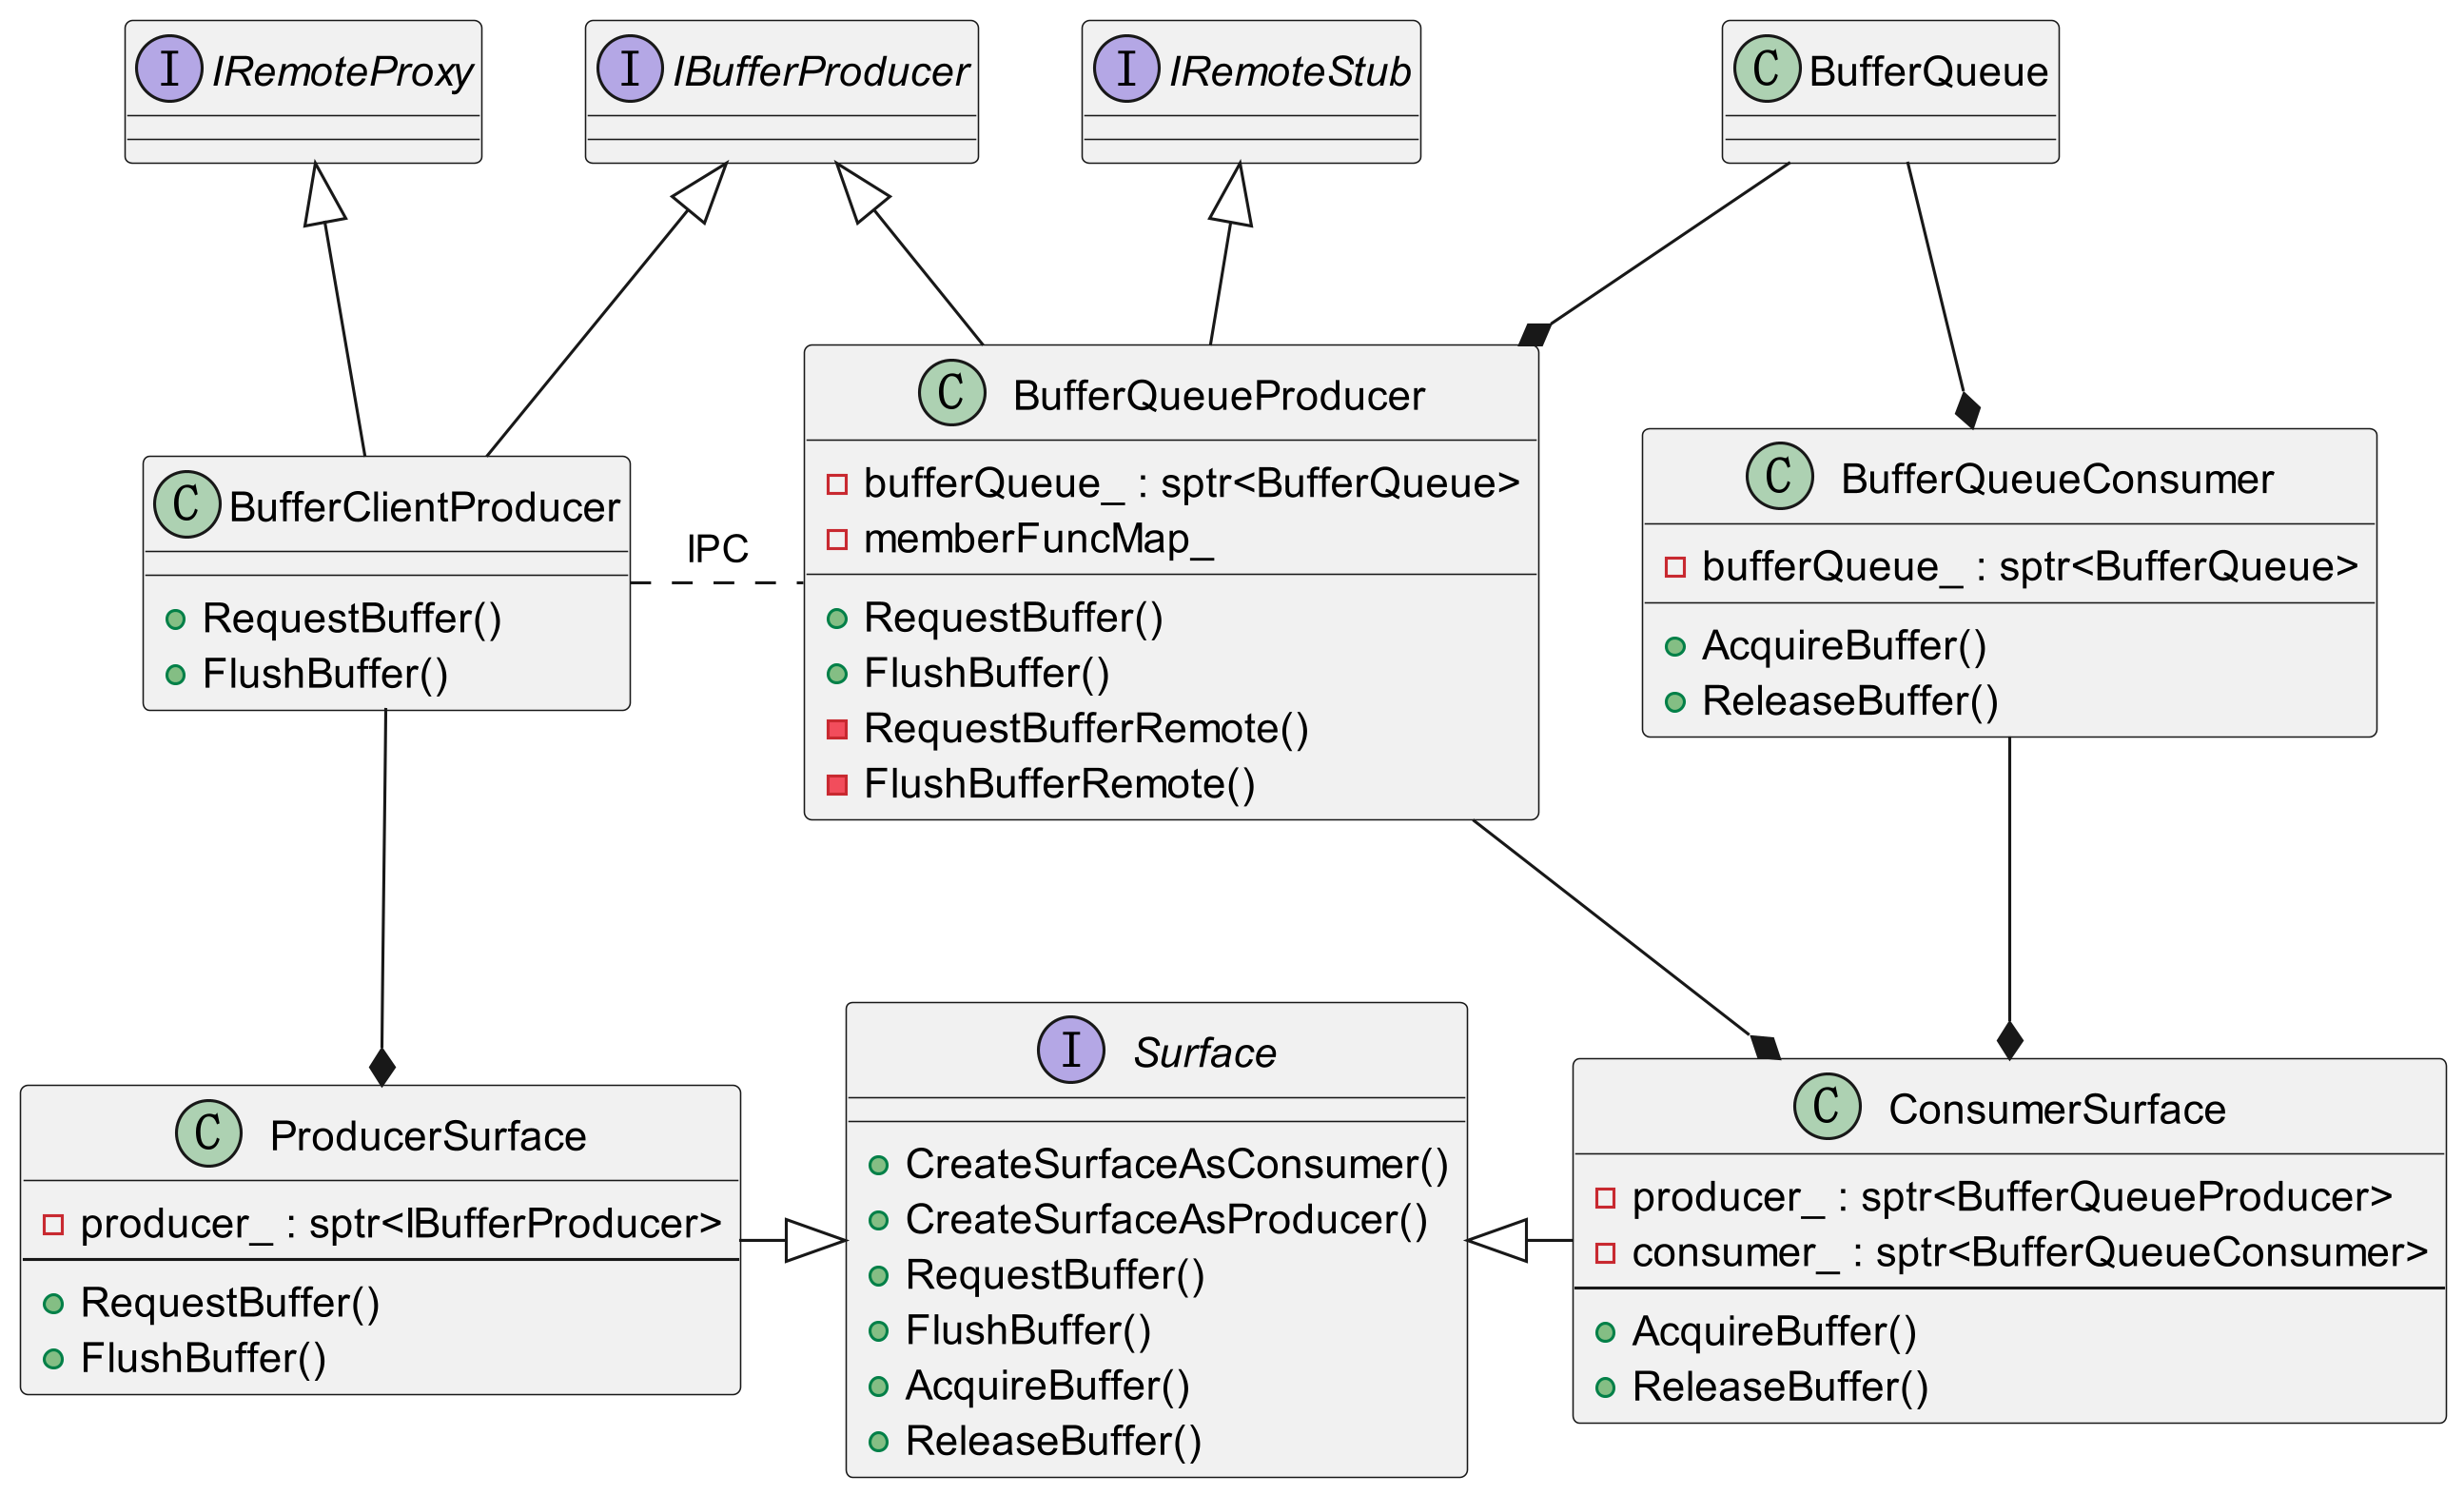 I IRemoteProxy
I IBufferProducer
I IRemoteStub
C BufferQueue
C BufferClientProducer
RequestBuffer()
FlushBuffer()
IPC
C BufferQueueProducer
bufferQueue_ : sptr<BufferQueue>
memberFuncMap_
RequestBuffer()
FlushBuffer()
RequestBufferRemote()
FlushBufferRemote()
C BufferQueueConsumer
bufferQueue_ : sptr<BufferQueue>
AcquireBuffer()
ReleaseBuffer()
C ProducerSurface
producer_ : sptr<IBufferProducer>
RequestBuffer()
FlushBuffer()
I Surface
CreateSurfaceAsConsumer()
CreateSurfaceAsProducer()
RequestBuffer()
FlushBuffer()
AcquireBuffer()
ReleaseBuffer()
C ConsumerSurface
producer_ : sptr<BufferQueueProducer>
consumer_ : sptr<BufferQueueConsumer>
AcquireBuffer()
ReleaseBuffer()